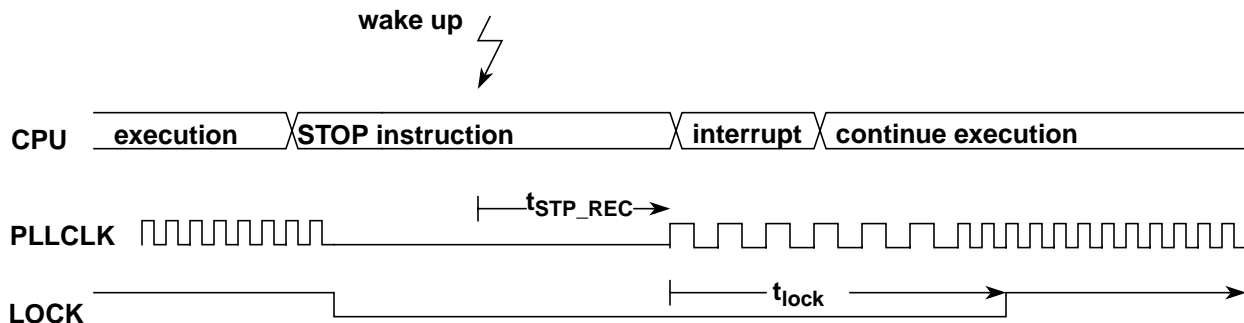 wake up
CPU execution STOP instruction interrupt continue execution
tSTP_REC
PLLCLK
tlock
LOCK